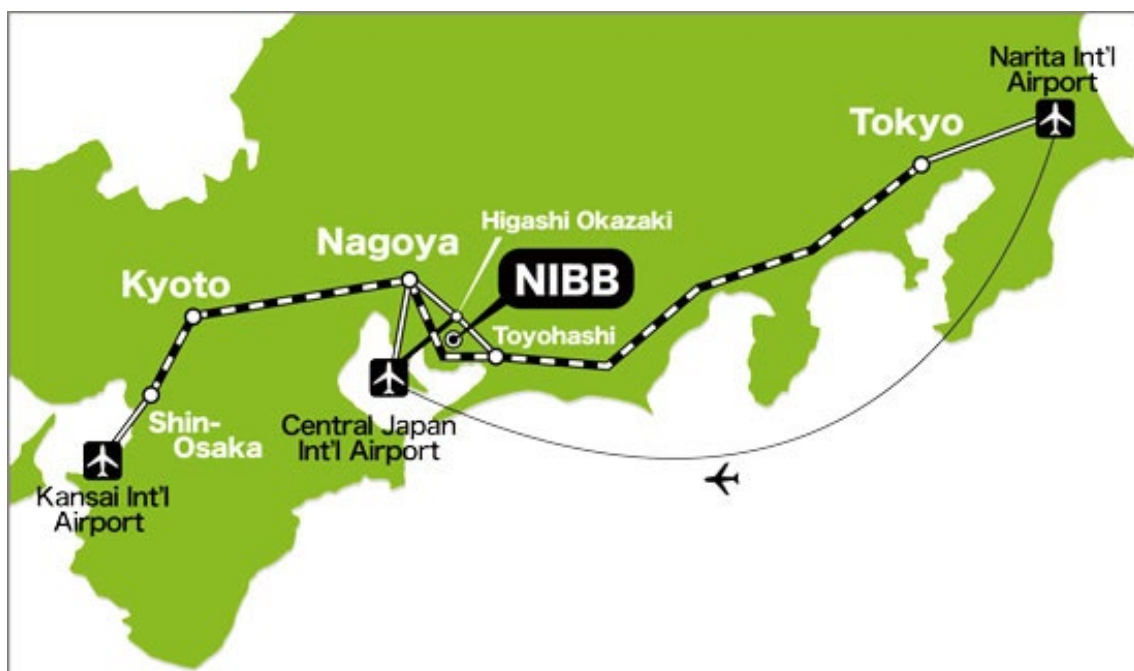 Narita Int'l
Airport
Tokyo
Higashi Okazaki
Nagoya
NIBB
Kyoto
Toyohashi
Central Japan
Int'l Airport
Shin-
Osaka
Kansai Int'l
Airport